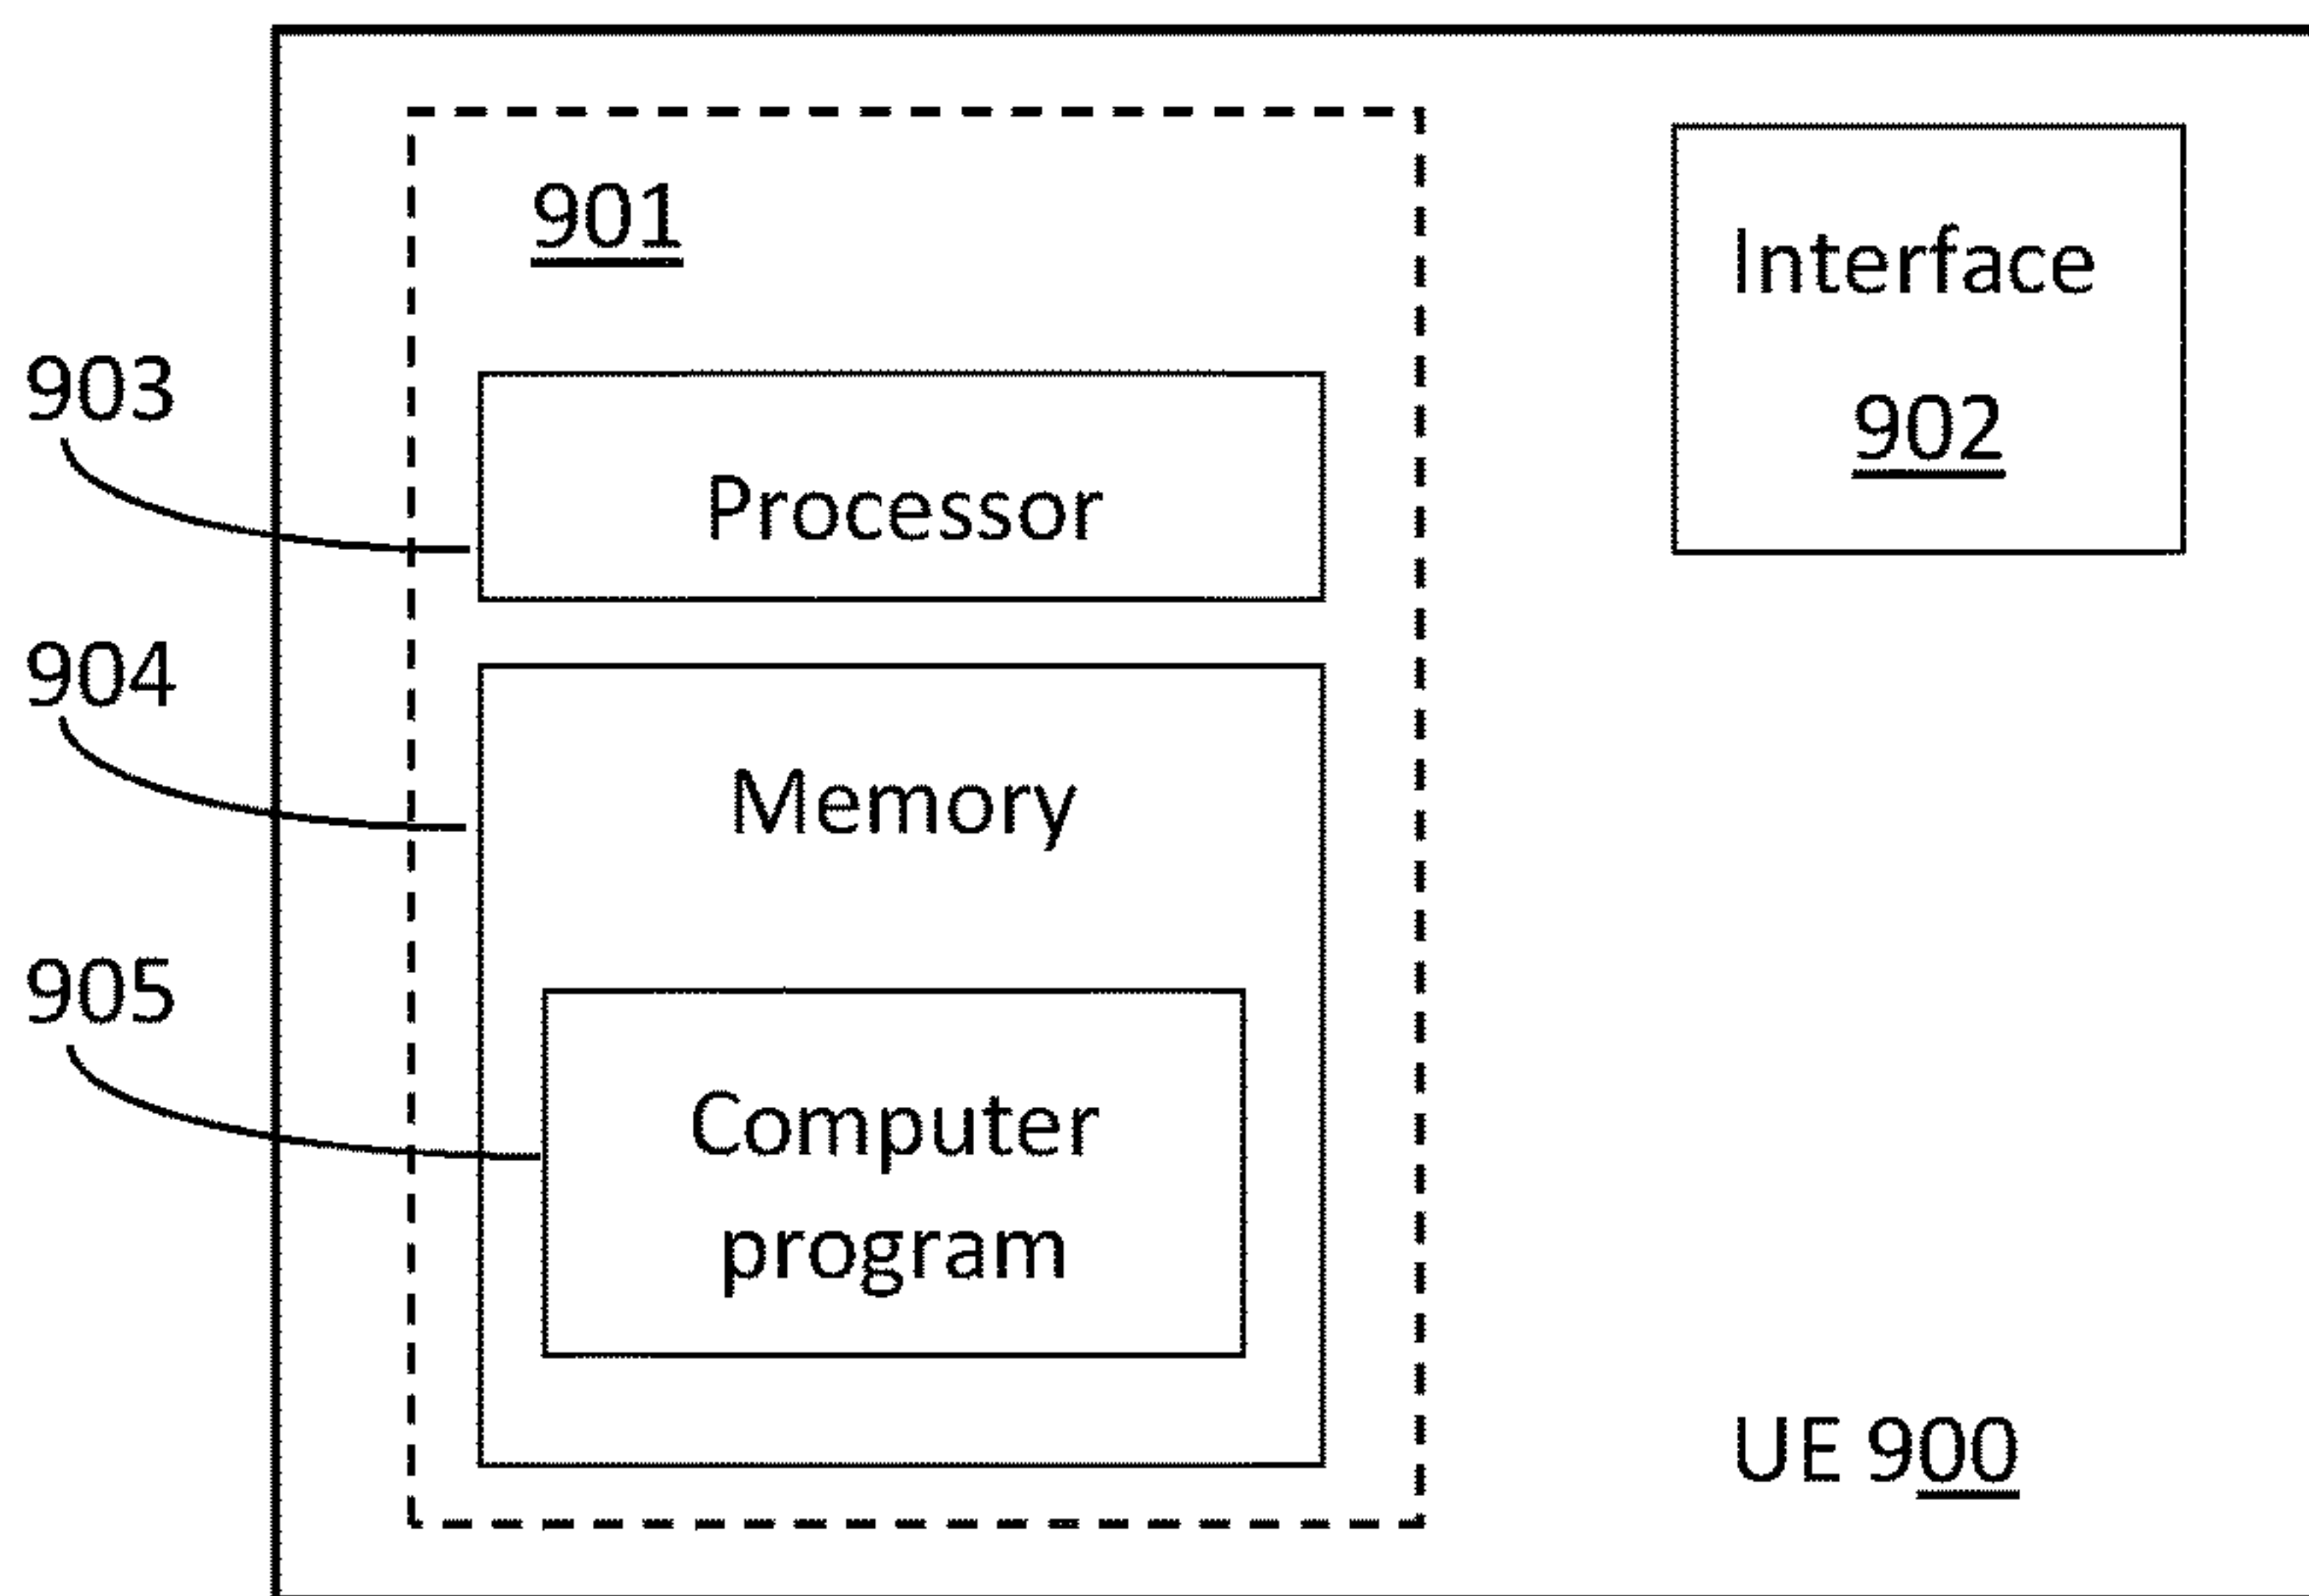 901
Interface
902
903
Processor
904
Memory
905
Computer
program
UE 900